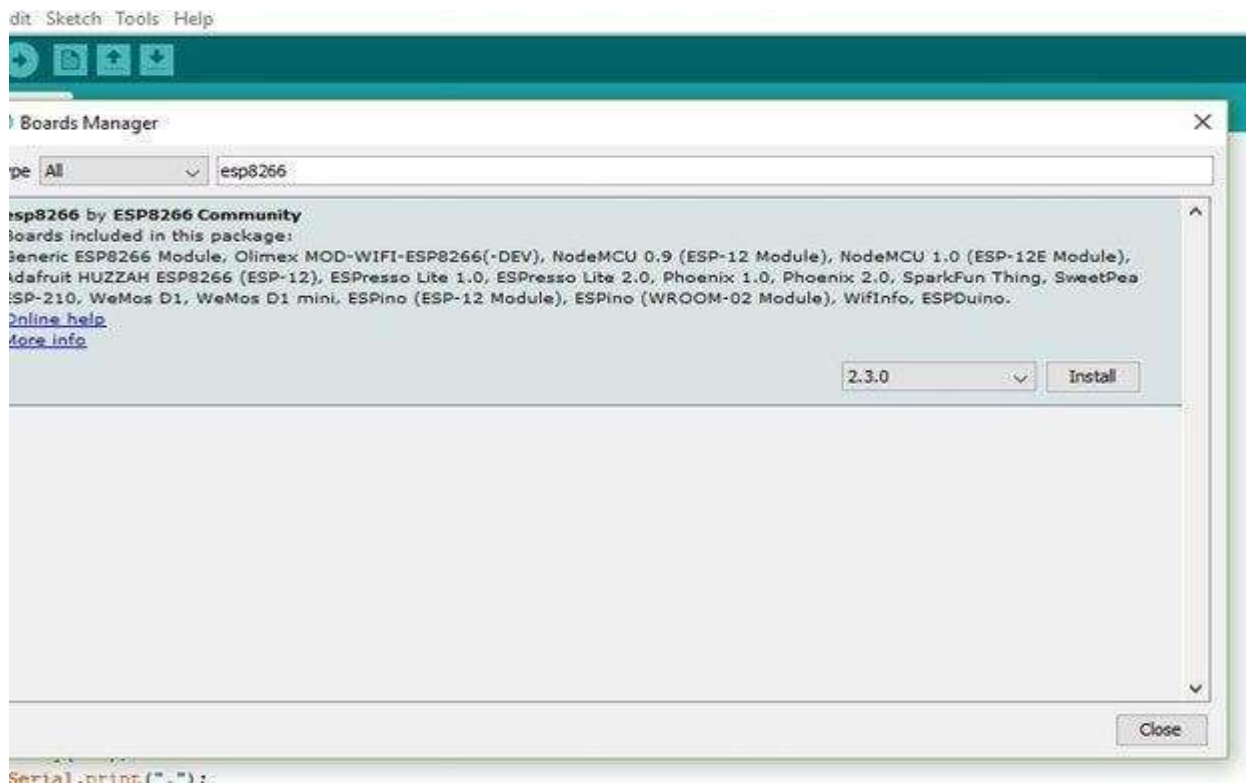 dit Sketch Tools Help
Boards Manager
ype All esp8266
esp8266 by ESP8266 Community
Boards included in this package:
Generic ESP8266 Module, Olimex MOD-WIFI-ESP8266(-DEV), NodeMCU 0.9 (ESP-12 Module), NodeMCU 1.0 (ESP-12E Module),
Adafruit HUZZAH ESP8266 (ESP-12), ESPresso Lite 1.0, ESPresso Lite 2.0, Phoenix 1.0, Phoenix 2.0, SparkFun Thing, SweetPea
ESP-210, WeMos D1, WeMos D1 mini, ESPino (ESP-12 Module), ESPino (WROOM-02 Module), WifInfo, ESPDuino.
Online help
More info
2.3.0 Install
Close
Serial.print(".");